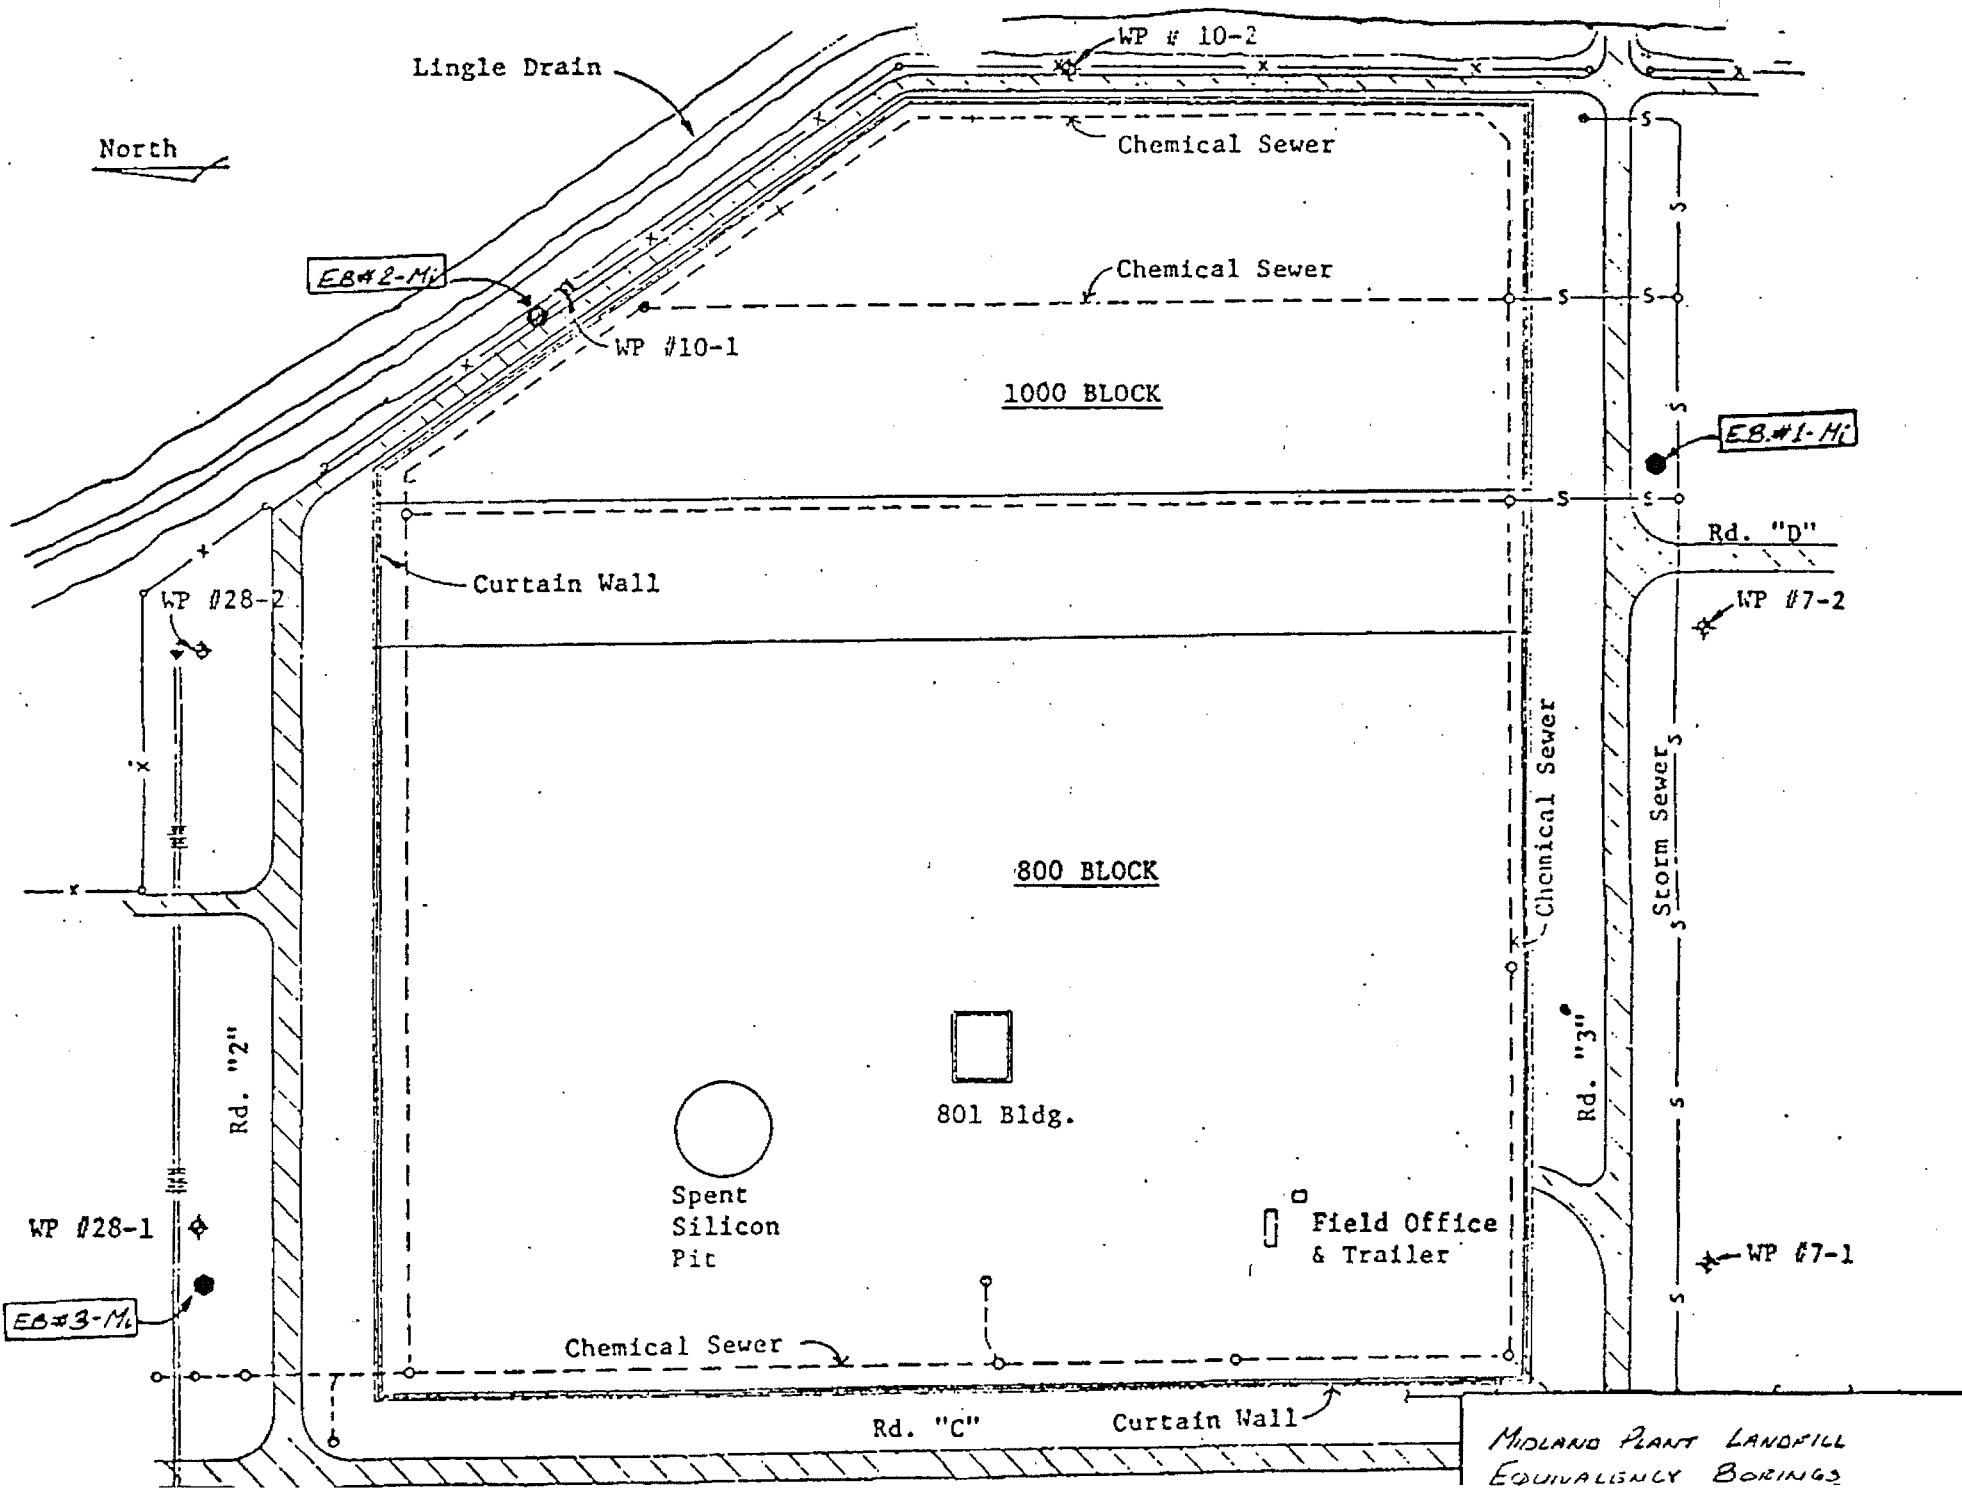 WP # 10-2
Lingle Drain
North
Chemical Sewer
EB#2-Mi
Chemical Sewer
WP #10-1
1000 BLOCK
E.B.#1-Mi
Rd. "D"
Curtain Wall
WP #28-2
WP #7-2
Chemical Sewer
Storm Sewer
800 BLOCK
Rd. "2"
Rd. "3"
801 Bldg.
Spent
Silicon
Pit
WP #28-1
Field Office
& Trailer
WP #7-1
EB#3-Mi
Chemical Sewer
Rd. "C"
Curtain Wall
MIDLAND PLANT LANDFILL
EQUIVALENCY BORINGS